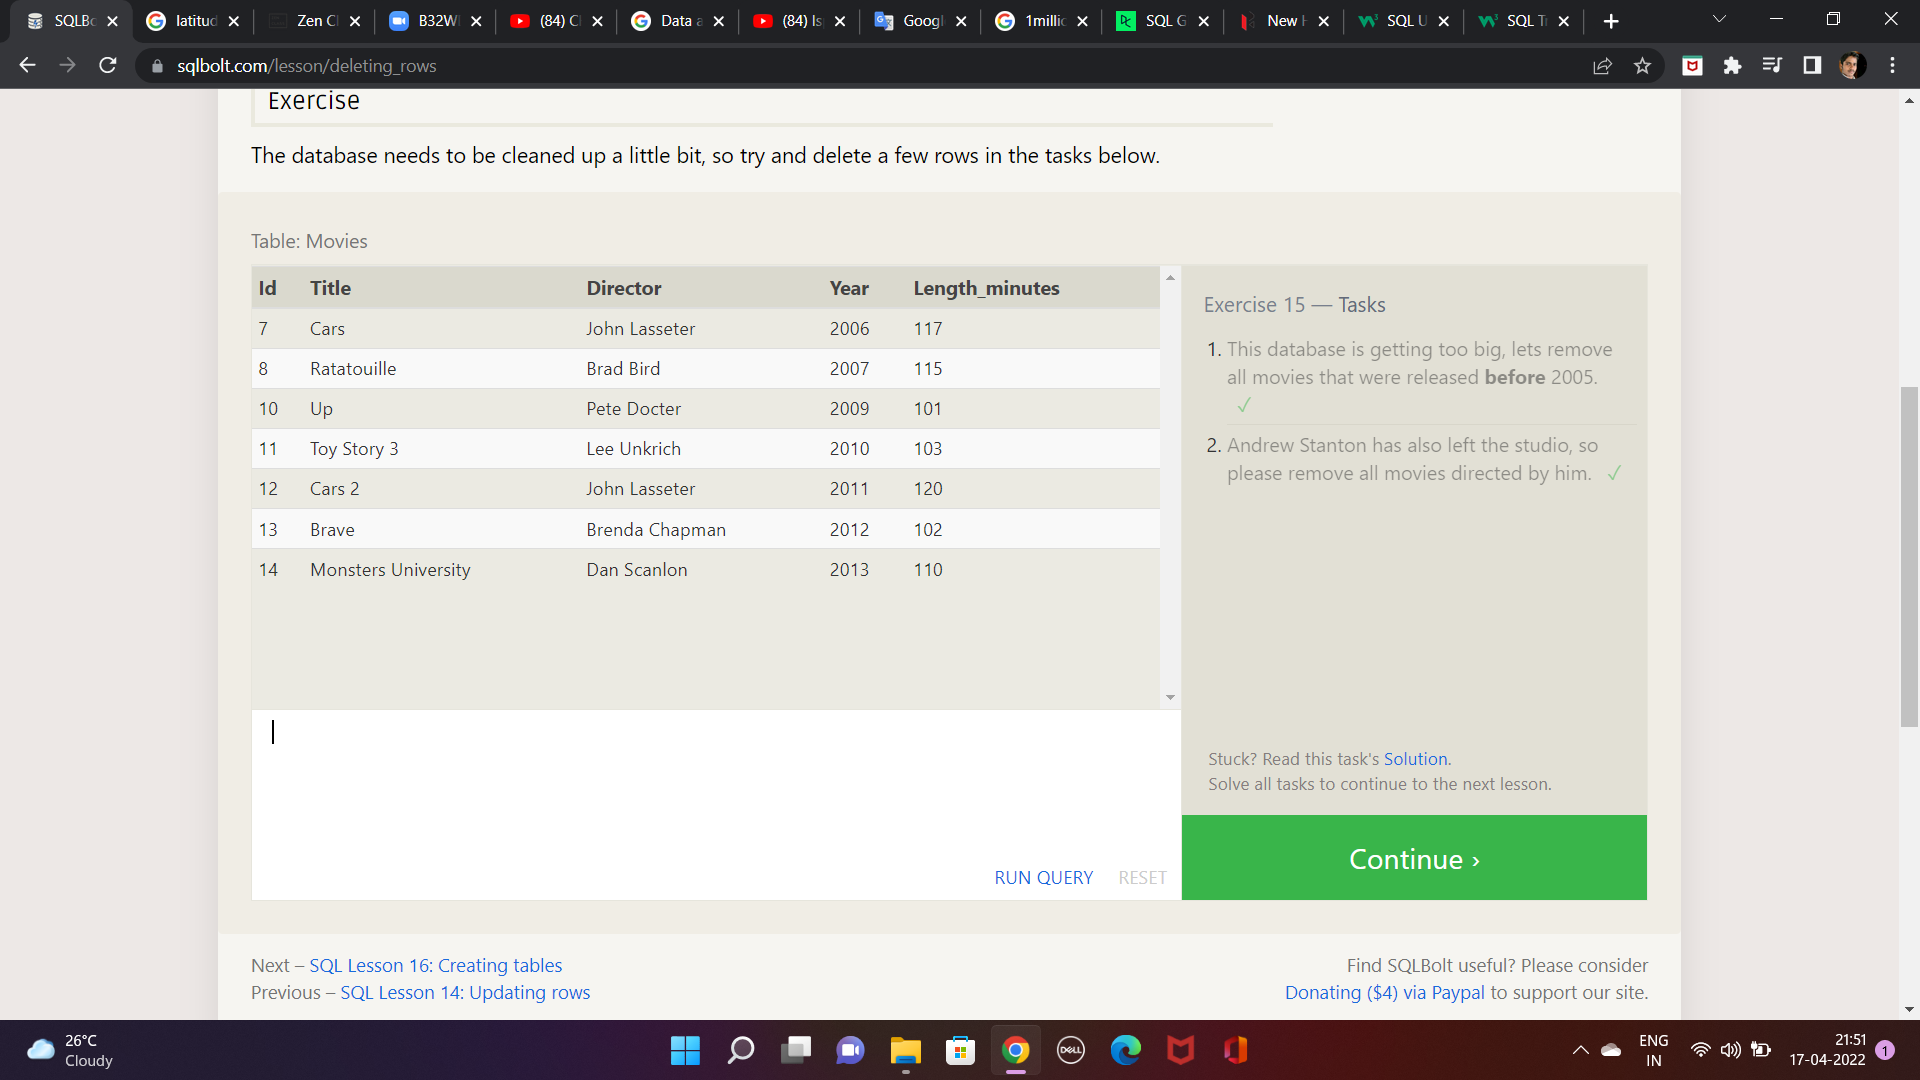 SQLBo
latitud
Zen Cl
B32W
(84) C
Data a
(84) Is
Googl
1millic
SQL G
New H
SQL U
SQL T
sqlbolt.com/lesson/deleting_rows
Exercise
The database needs to be cleaned up a little bit, so try and delete a few rows in the tasks below.
Table: Movies
Id Title Director Year Length_minutes
7 Cars John Lasseter 2006 117
8 Ratatouille Brad Bird 2007 115
10 Up Pete Docter 2009 101
11 Toy Story 3 Lee Unkrich 2010 103
12 Cars 2 John Lasseter 2011 120
13 Brave Brenda Chapman 2012 102
14 Monsters University Dan Scanlon 2013 110
RUN QUERY RESET
Exercise 15 — Tasks
1. This database is getting too big, lets remove
all movies that were released before 2005.
✓
2. Andrew Stanton has also left the studio, so
please remove all movies directed by him. ✓
Stuck? Read this task's Solution.
Solve all tasks to continue to the next lesson.
Continue ›
Next – SQL Lesson 16: Creating tables
Previous – SQL Lesson 14: Updating rows
Find SQLBolt useful? Please consider
Donating ($4) via Paypal to support our site.
26°C
Cloudy
DELL
ENG
IN
21:51
17-04-2022
1